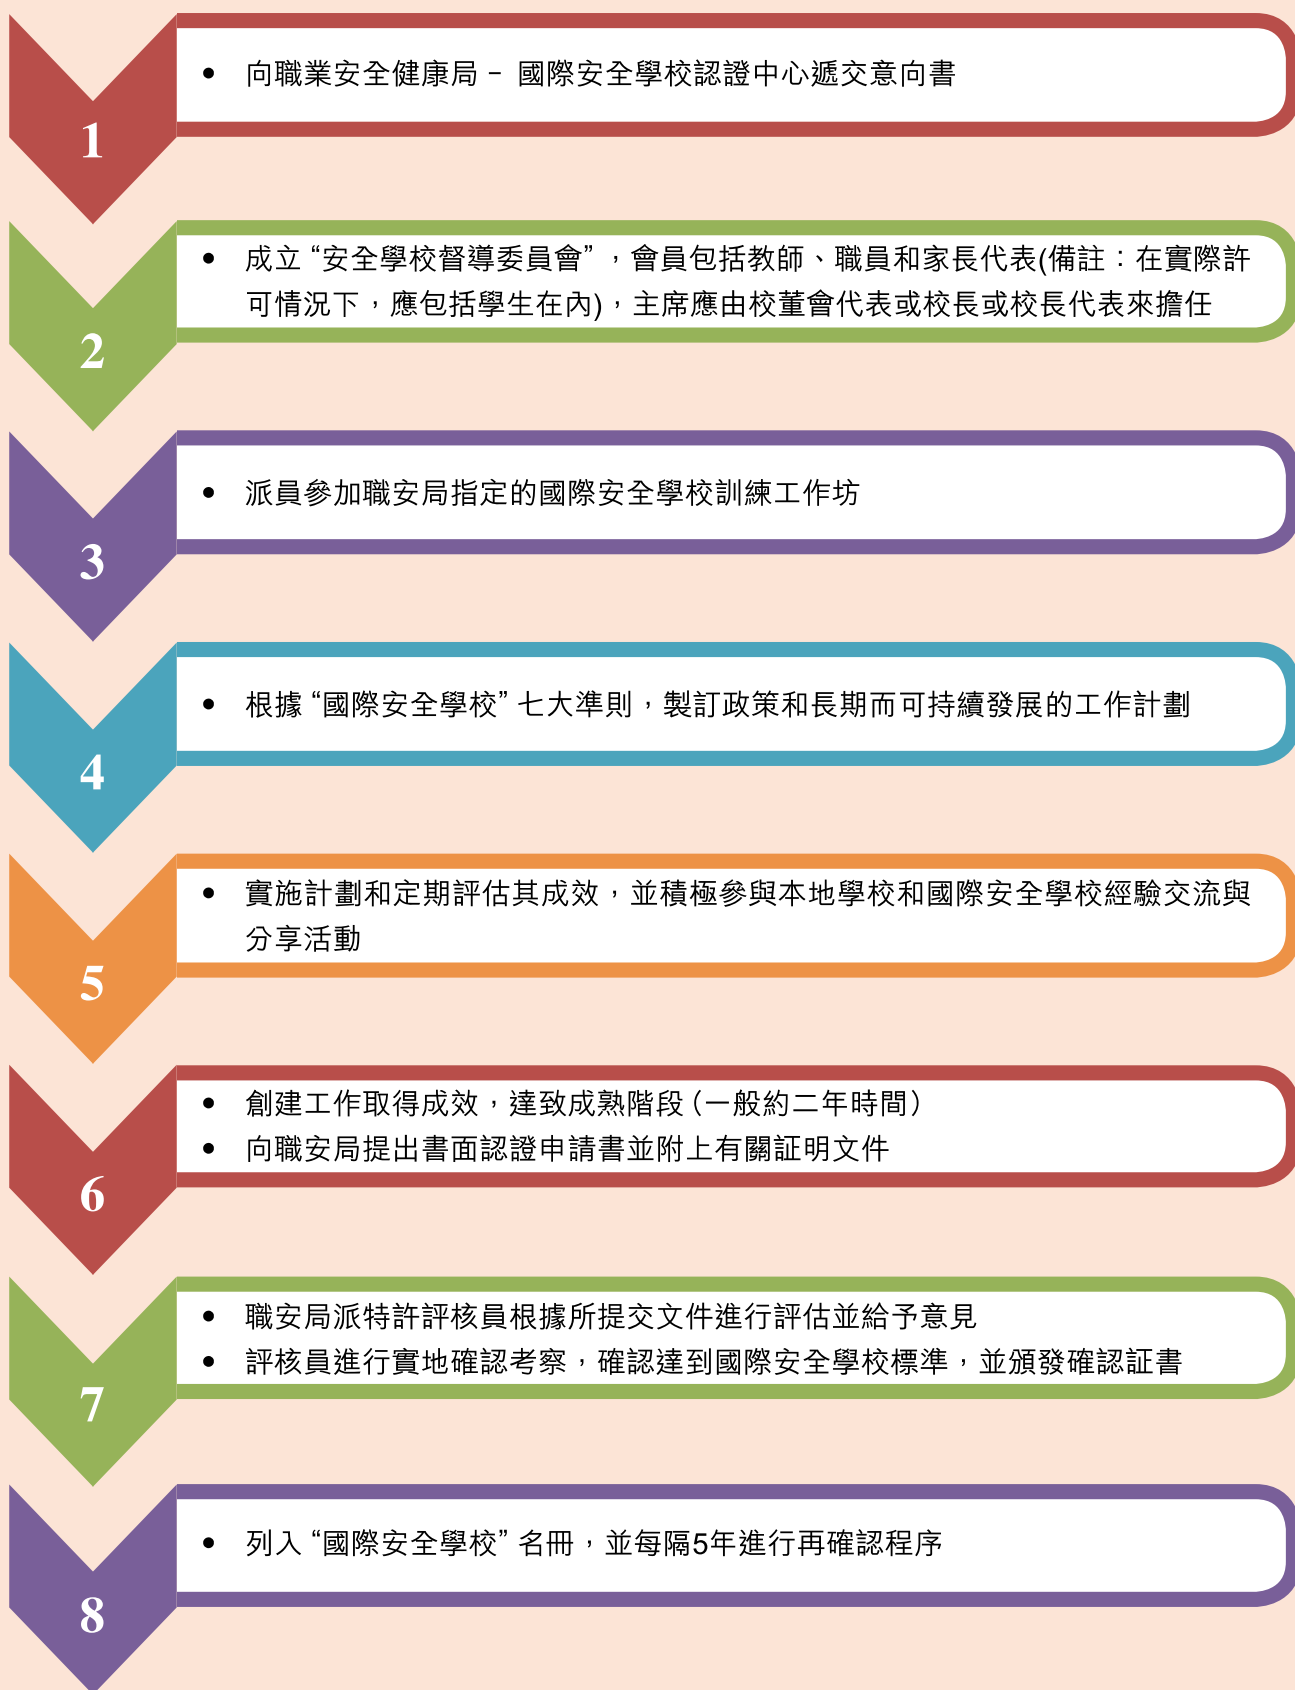 • 向職業安全健康局 – 國際安全學校認證中心遞交意向書
1
• 成立 “安全學校督導委員會” ，會員包括教師、職員和家長代表(備註：在實際許
可情況下，應包括學生在內)，主席應由校董會代表或校長或校長代表來擔任
2
• 派員參加職安局指定的國際安全學校訓練工作坊
3
• 根據 “國際安全學校” 七大準則，製訂政策和長期而可持續發展的工作計劃
4
• 實施計劃和定期評估其成效，並積極參與本地學校和國際安全學校經驗交流與
分享活動
5
• 創建工作取得成效，達致成熟階段（一般約二年時間）
• 向職安局提出書面認證申請書並附上有關証明文件
6
• 職安局派特許評核員根據所提交文件進行評估並給予意見
• 評核員進行實地確認考察，確認達到國際安全學校標準，並頒發確認証書
7
• 列入 “國際安全學校” 名冊，並每隔5年進行再確認程序
8